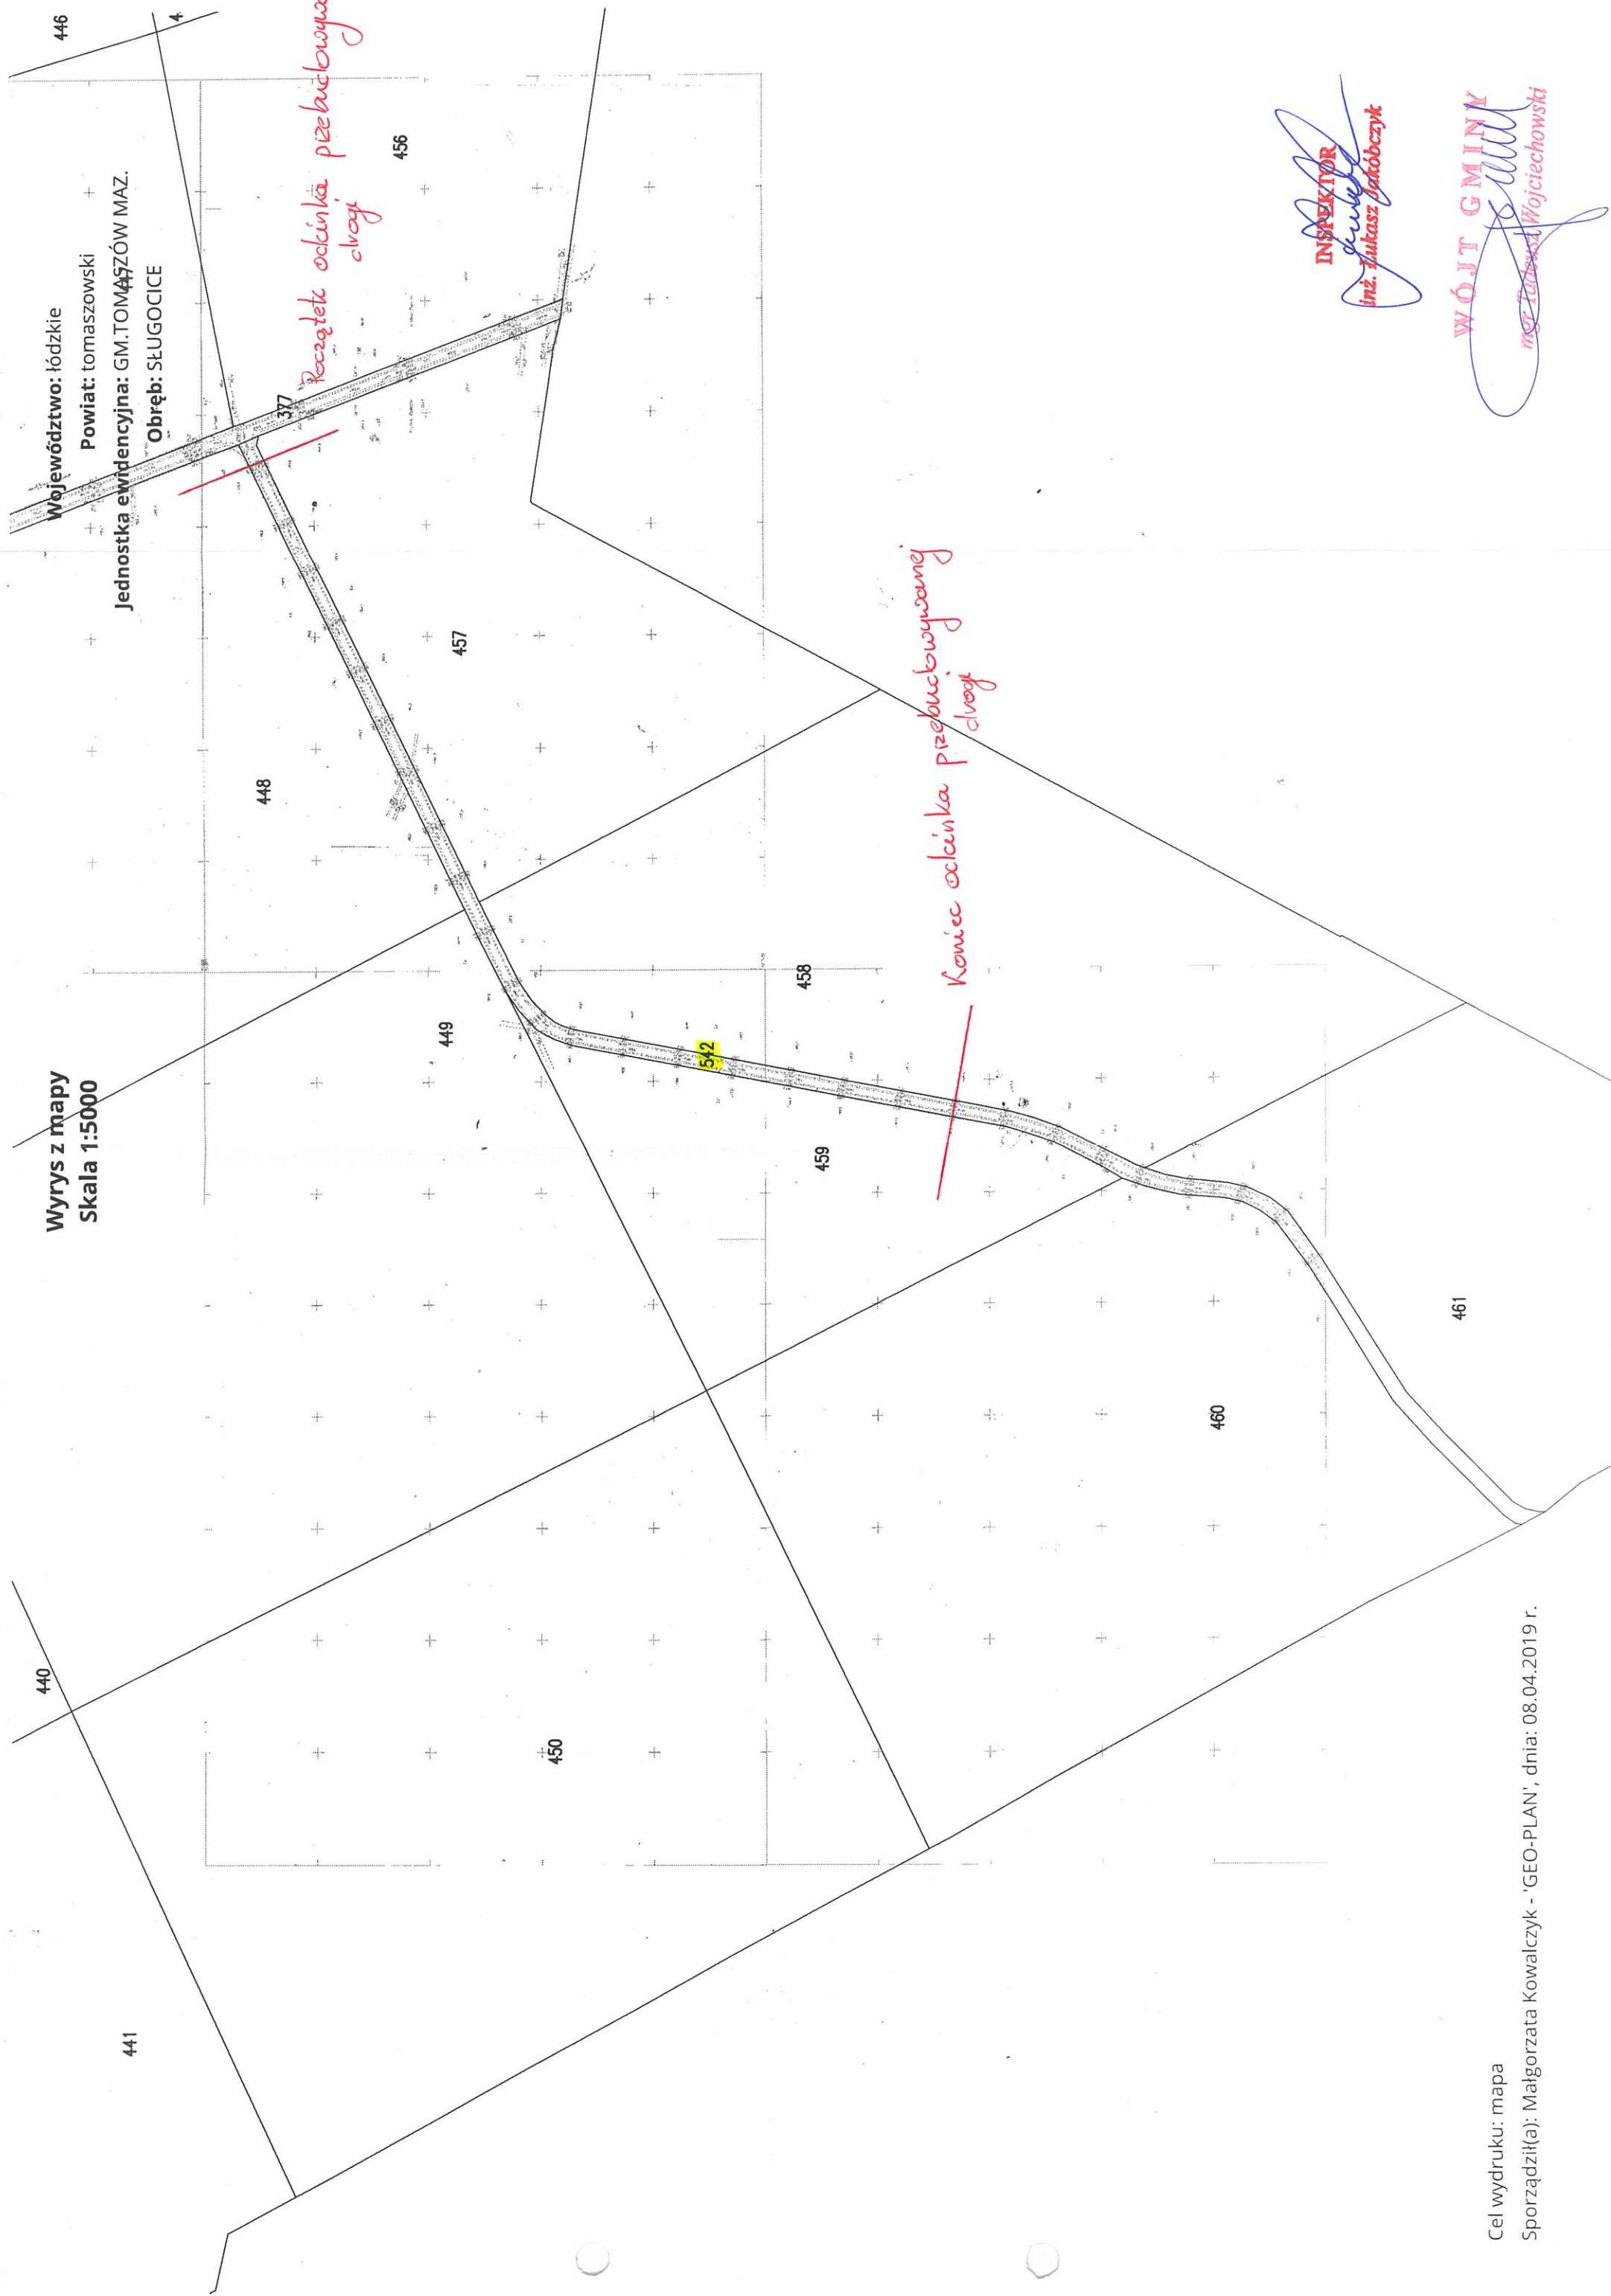 Wyrys z mapy
Skala 1:5000
Województwo: łódzkie
Powiat: tomaszowski
Jednostka ewidencyjna: GM.TOMASZÓW MAZ.
Obręb: SŁUGOCICE
446
4
447
440
441
448
377
Początek odcinka
drogi
456
449
457
450
542
458
459
Koniec odcinka przebudowywanej
drogi
460
461
INSPEKTOR
inż. Łukasz Jakóbczyk
WÓJT GMINY
mgr Tadeusz Wojciechowski
Cel wydruku: mapa
Sporządził(a): Małgorzata Kowalczyk - 'GEO-PLAN', dnia: 08.04.2019 r.